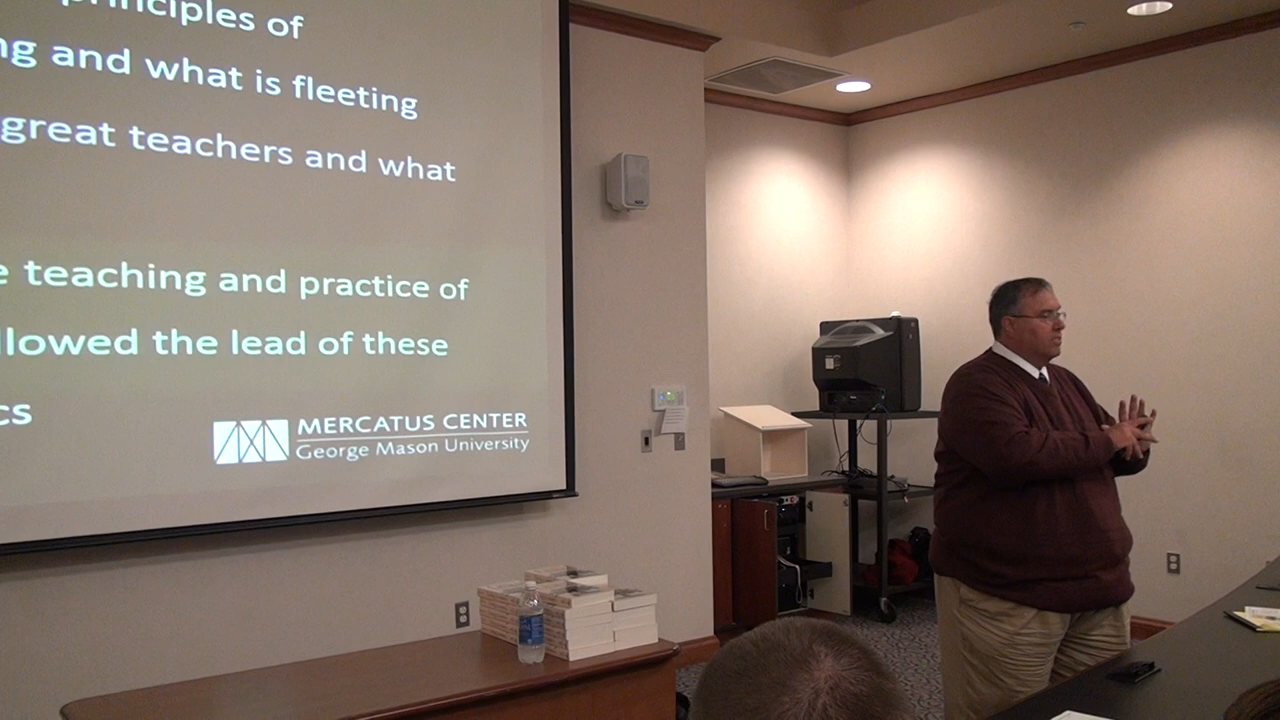 principles of
ng and what is fleeting
great teachers and what
e teaching and practice of
llowed the lead of these
cs
MERCATUS CENTER
George Mason University